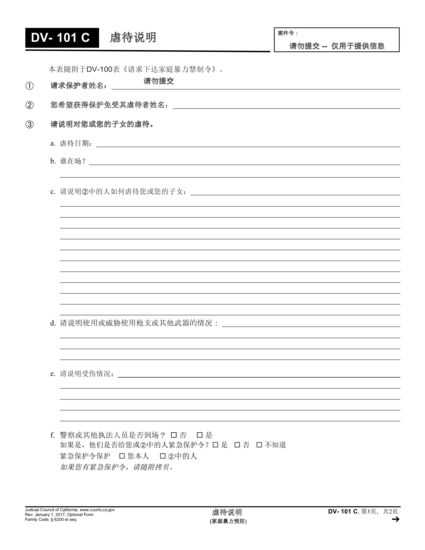 DV- 101 C
虐待说明
案件号：
请勿提交 -- 仅用于提供信息
本表随附于DV-100表《请求下达家庭暴力禁制令》。
① 请求保护者姓名： 请勿提交
② 您希望获得保护免受其虐待者姓名：
③ 请说明对您或您的子女的虐待。
a. 虐待日期：
b. 谁在场？
c. 请说明②中的人如何虐待您或您的子女：
d. 请说明使用或威胁使用枪支或其他武器的情况：
e. 请说明受伤情况：
f. 警察或其他执法人员是否到场？ □ 否 □ 是
如果是，他们是否给您或②中的人紧急保护令？ □ 是 □ 否 □ 不知道
紧急保护令保护 □ 您本人 □ ②中的人
如果您有紧急保护令，请随附拷贝。
Judicial Council of California, www.courts.ca.gov
Rev. January 1, 2017, Optional Form
Family Code, § 6200 et seq.
虐待说明
(家庭暴力预防)
DV- 101 C, 第1页，共2页
→